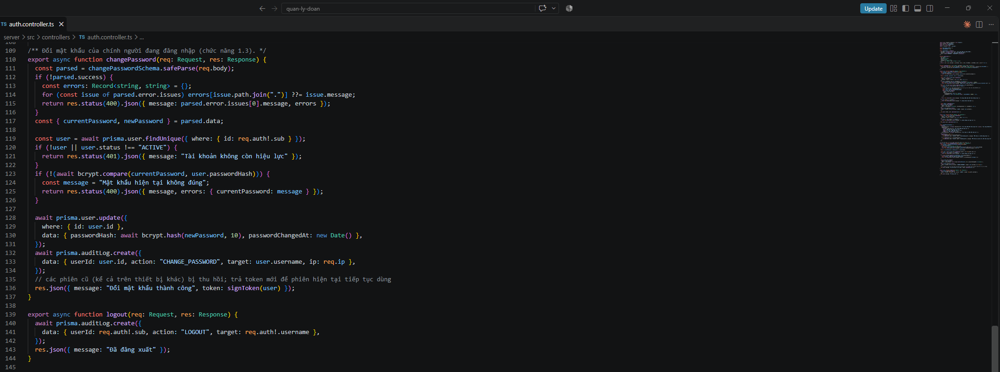 quan-ly-doan
Update
TS auth.controller.ts
server > src > controllers > TS auth.controller.ts > ...
108
109 /** Đổi mật khẩu của chính người đang đăng nhập (chức năng 1.3). */
110 export async function changePassword(req: Request, res: Response) {
111 const parsed = changePasswordSchema.safeParse(req.body);
112 if (!parsed.success) {
113 const errors: Record<string, string> = {};
114 for (const issue of parsed.error.issues) errors[issue.path.join(".")] ??= issue.message;
115 return res.status(400).json({ message: parsed.error.issues[0].message, errors });
116 }
117 const { currentPassword, newPassword } = parsed.data;
118
119 const user = await prisma.user.findUnique({ where: { id: req.auth!.sub } });
120 if (!user || user.status !== "ACTIVE") {
121 return res.status(401).json({ message: "Tài khoản không còn hiệu lực" });
122 }
123 if (!(await bcrypt.compare(currentPassword, user.passwordHash))) {
124 const message = "Mật khẩu hiện tại không đúng";
125 return res.status(400).json({ message, errors: { currentPassword: message } });
126 }
127
128 await prisma.user.update({
129 where: { id: user.id },
130 data: { passwordHash: await bcrypt.hash(newPassword, 10), passwordChangedAt: new Date() },
131 });
132 await prisma.auditLog.create({
133 data: { userId: user.id, action: "CHANGE_PASSWORD", target: user.username, ip: req.ip },
134 });
135 // các phiên cũ (kể cả trên thiết bị khác) bị thu hồi; trả token mới để phiên hiện tại tiếp tục dùng
136 res.json({ message: "Đổi mật khẩu thành công", token: signToken(user) });
137 }
138
139 export async function logout(req: Request, res: Response) {
140 await prisma.auditLog.create({
141 data: { userId: req.auth!.sub, action: "LOGOUT", target: req.auth!.username },
142 });
143 res.json({ message: "Đã đăng xuất" });
144 }
145